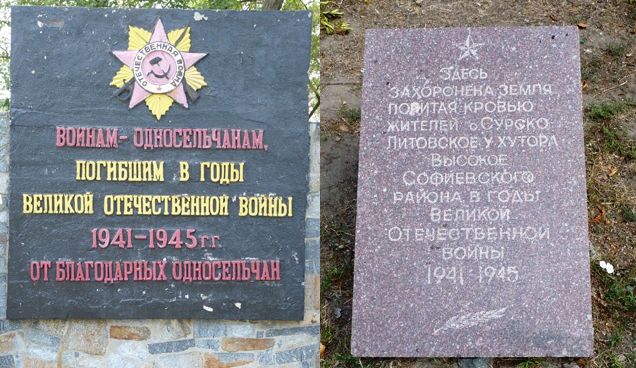 ОТЕЧЕСТВЕННАЯ ВОЙНА
ВОИНАМ-ОДНОСЕЛЬЧАНАМ,
ПОГИБШИМ В ГОДЫ
ВЕЛИКОЙ ОТЕЧЕСТВЕННОЙ ВОЙНЫ
1941-1945 гг.
ОТ БЛАГОДАРНЫХ ОДНОСЕЛЬЧАН
ЗДЕСЬ
ЗАХОРОНЕНА ЗЕМЛЯ
ПОЛИТАЯ КРОВЬЮ
ЖИТЕЛЕЙ с. СУРСКО
ЛИТОВСКОЕ У ХУТОРА
ВЫСОКОЕ
СОФИЕВСКОГО
РАЙОНА В ГОДЫ
ВЕЛИКОЙ
ОТЕЧЕСТВЕННОЙ
ВОЙНЫ
1941 1945